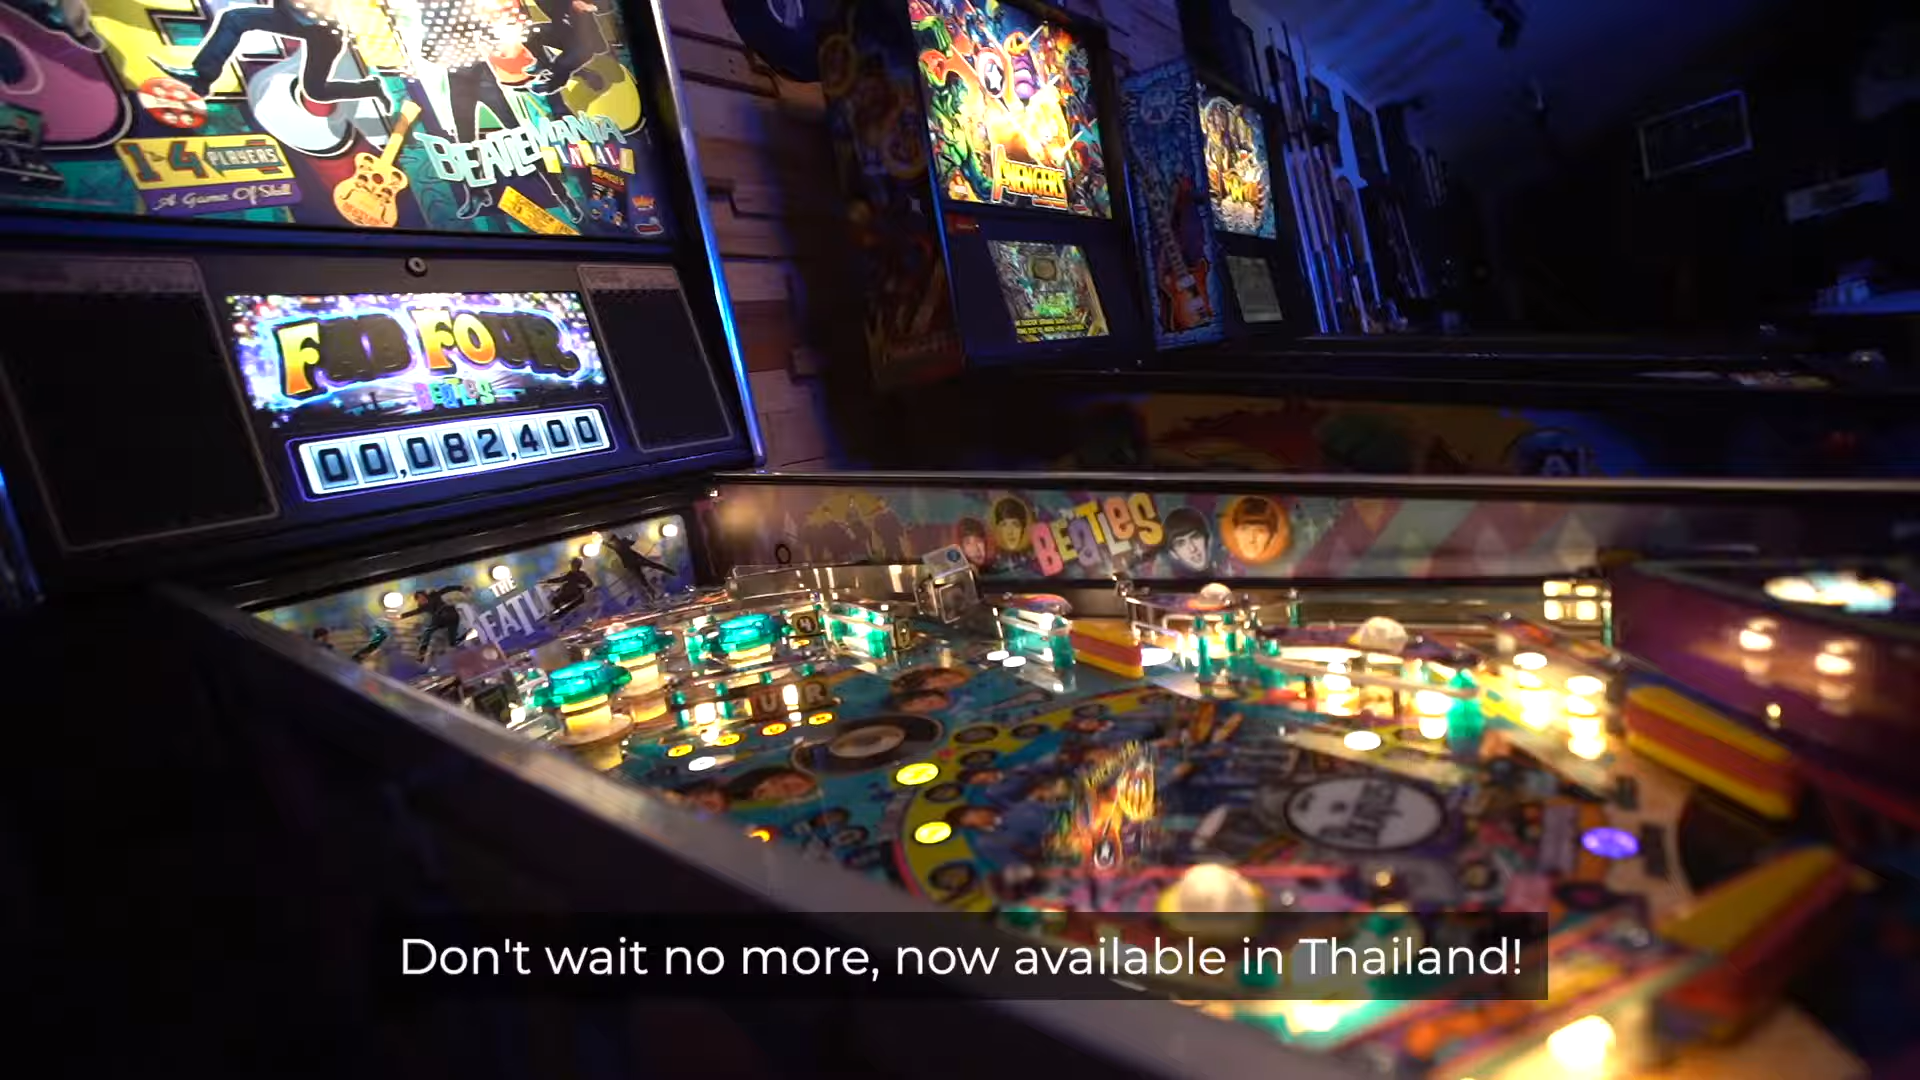 1-4 PLAYERS
A Game Of Skill
BEATLEMANIA
PINBALL
AVENGERS
FAB FOUR
BEATLES
00,082,400
BEATLES
THE
BEATLES
Don't wait no more, now available in Thailand!